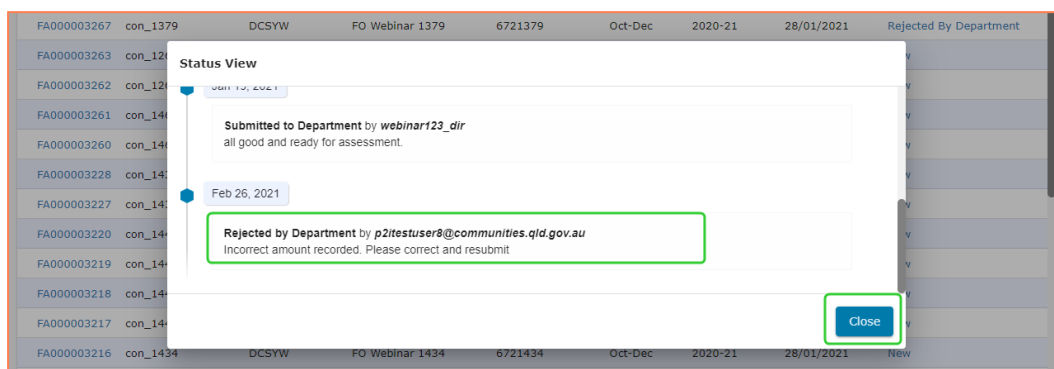 FA000003267 con_1379 DCSYW FO Webinar 1379 6721379 Oct-Dec 2020-21 28/01/2021 Rejected By Department
FA000003263
FA000003262
FA000003261
FA000003260
FA000003228
FA000003227
FA000003220
FA000003219
FA000003218
FA000003217
FA000003216 con_1434 DCSYW FO Webinar 1434 6721434 Oct-Dec 2020-21 28/01/2021 New
Status View
Submitted to Department by webinar123_dir
all good and ready for assessment.
Feb 26, 2021
Rejected by Department by p2itestuser8@communities.qld.gov.au
Incorrect amount recorded. Please correct and resubmit
Close